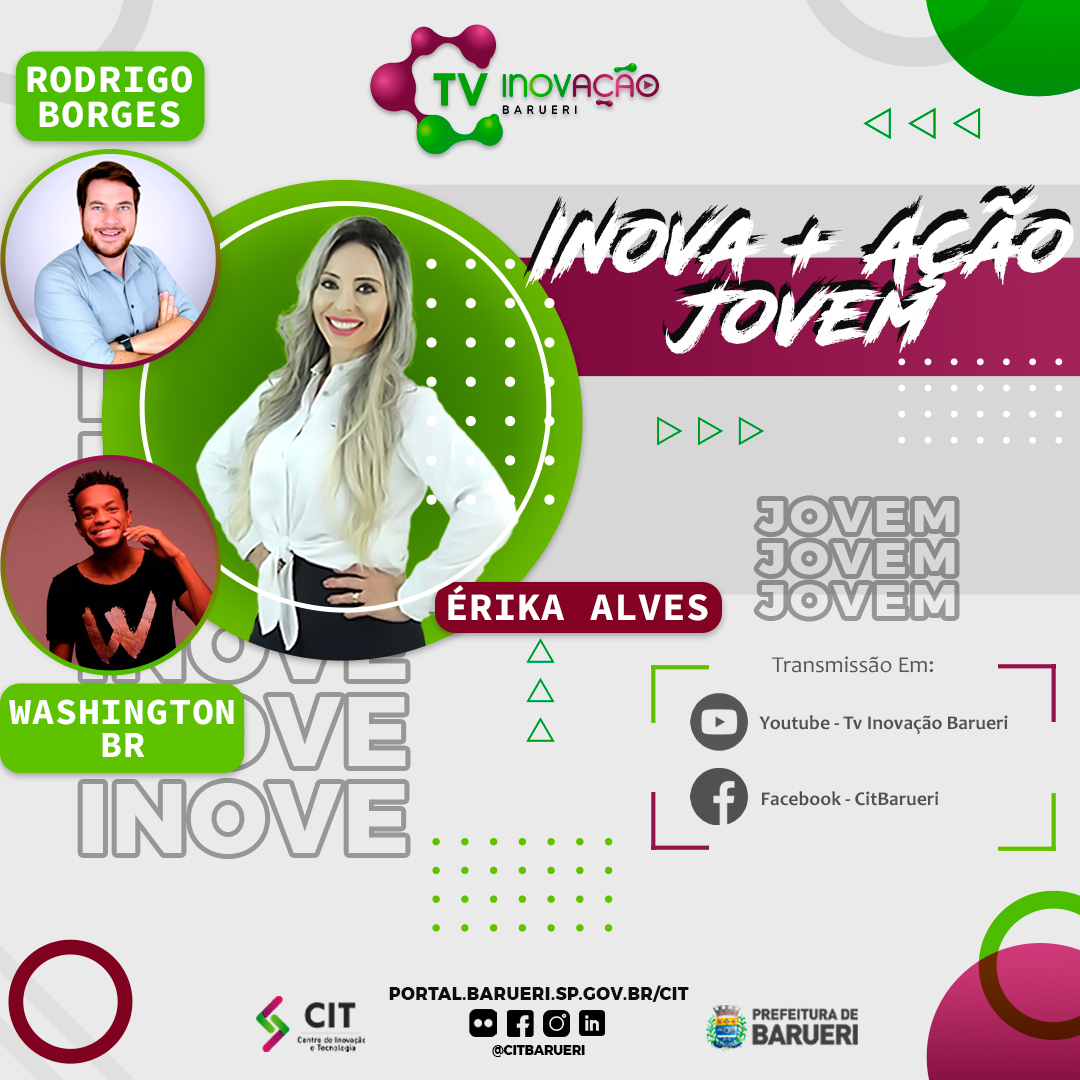 RODRIGO
BORGES
TV INOVAÇÃO
BARUERI
INOVA + AÇÃO
JOVEM
W
ÉRIKA ALVES
JOVEM
JOVEM
JOVEM
WASHINGTON
BR
INOVE
INOVE
INOVE
Transmissão Em:
Youtube - Tv Inovação Barueri
Facebook - CitBarueri
PORTAL.BARUERI.SP.GOV.BR/CIT
@CITBARUERI
CIT
Centro de Inovação
e Tecnologia
PREFEITURA DE
BARUERI